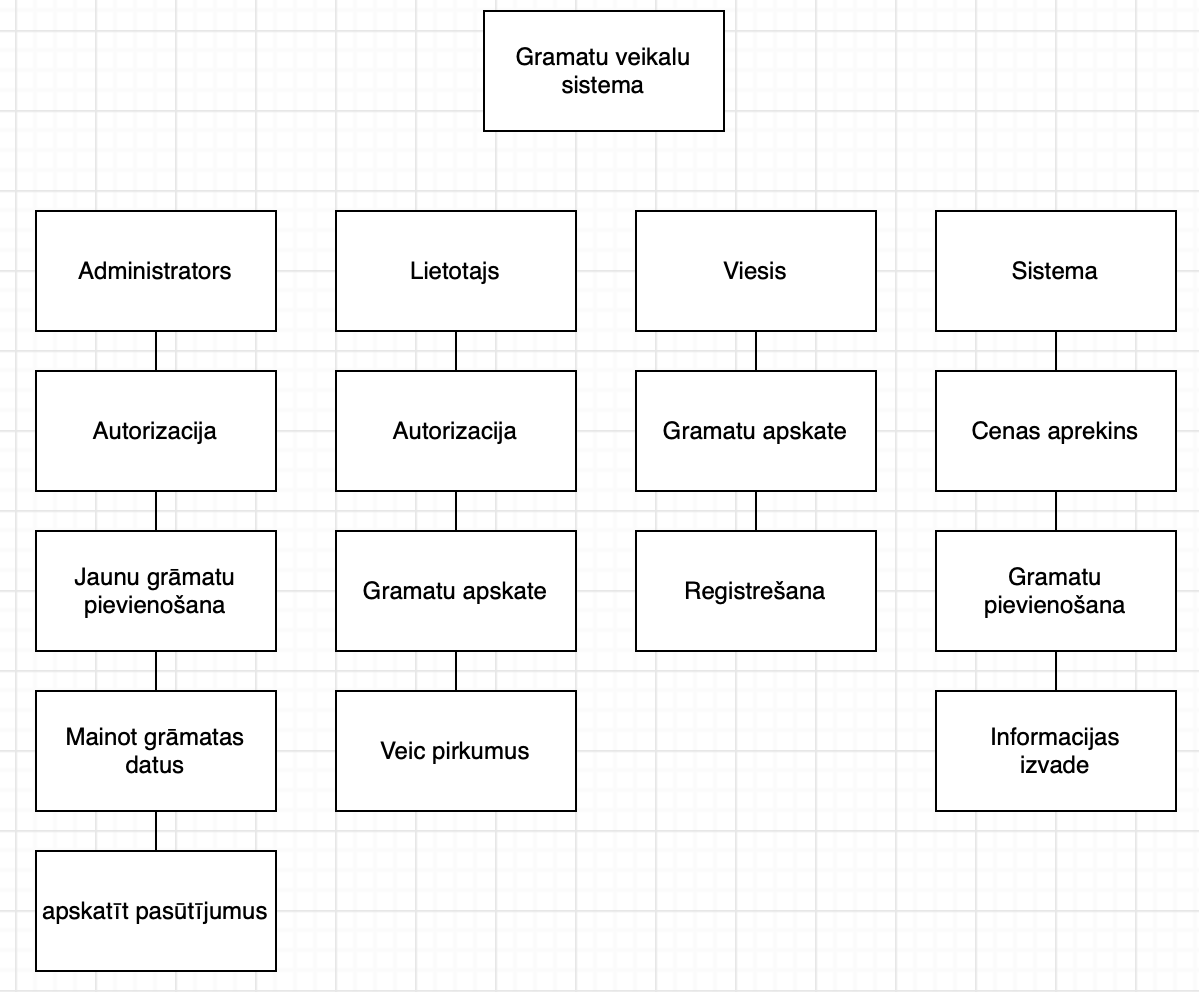 Gramatu veikalu
sistema
Administrators
Lietotajs
Viesis
Sistema
Autorizacija
Autorizacija
Gramatu apskate
Cenas aprekins
Jaunu grāmatu
pievienošana
Gramatu apskate
Registrešana
Gramatu
pievienošana
Mainot grāmatas
datus
Veic pirkumus
Informacijas
izvade
apskatīt pasūtījumus